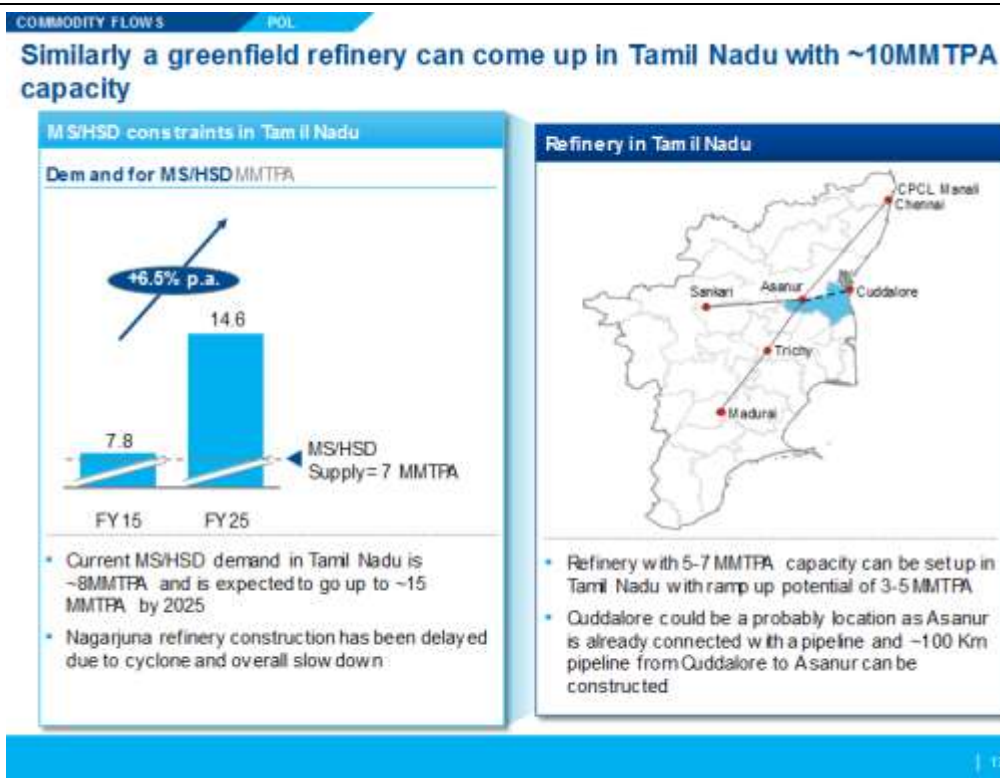 COMMODITY FLOWS
POL
Similarly a greenfield refinery can come up in Tamil Nadu with ~10MMTPA
capacity
MS/HSD constraints in Tamil Nadu
Demand for MS/HSD MMTPA
+6.5% p.a.
14.6
7.8
MS/HSD
Supply= 7 MMTPA
FY15
FY25
• Current MS/HSD demand in Tamil Nadu is
~8MMTPA and is expected to go up to ~15
MMTPA by 2025
• Nagarjuna refinery construction has been delayed
due to cyclone and overall slow down
Refinery in Tamil Nadu
CPCL Manali
Chennai
Sankari
Asanur
Cuddalore
Trichy
Madurai
• Refinery with 5-7 MMTPA capacity can be set up in
Tamil Nadu with ramp up potential of 3-5 MMTPA
• Cuddalore could be a probably location as Asanur
is already connected with a pipeline and ~100 Km
pipeline from Cuddalore to Asanur can be
constructed